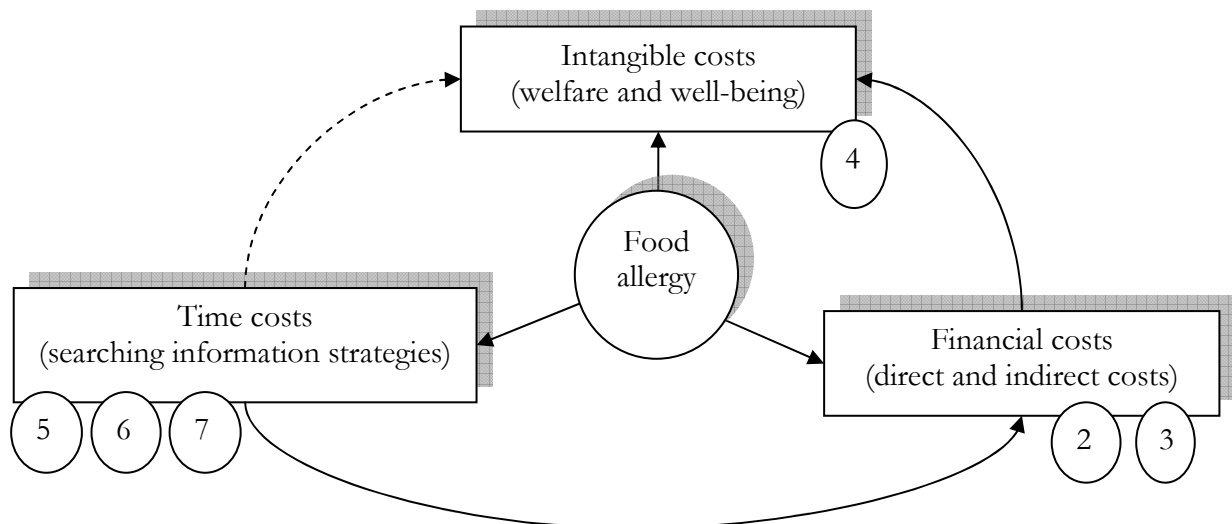 Intangible costs
(welfare and well-being)
4
Food
allergy
Time costs
(searching information strategies)
5
6
7
Financial costs
(direct and indirect costs)
2
3